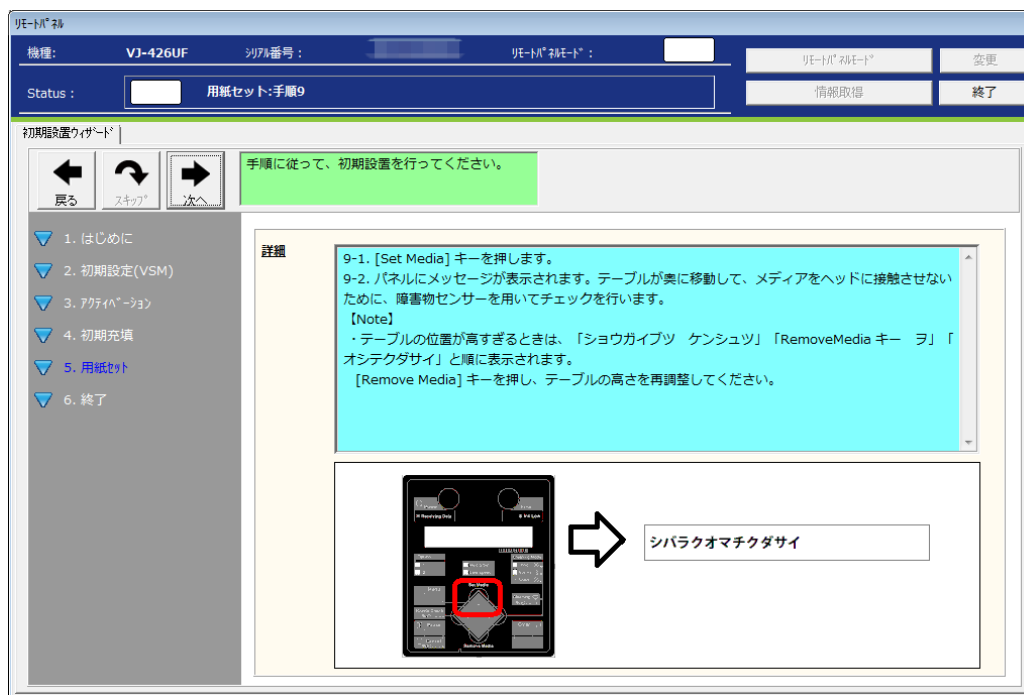 リモートパネル
機種: VJ-426UF シリアル番号: リモートパネルモード:
リモートパネルモード 変更
Status: 用紙セット:手順9
情報取得 終了
初期設置ウィザード
戻る スキップ 次へ
手順に従って、初期設置を行ってください。
1. はじめに
2. 初期設定(VSM)
3. アクティベーション
4. 初期充填
5. 用紙セット
6. 終了
詳細
9-1. [Set Media] キーを押します。
9-2. パネルにメッセージが表示されます。テーブルが奥に移動して、メディアをヘッドに接触させない
ために、障害物センサーを用いてチェックを行います。
【Note】
・テーブルの位置が高すぎるときは、「ショウガイブツ ケンシュツ」「RemoveMedia キー ヲ」「
オシテクダサイ」と順に表示されます。
[Remove Media] キーを押し、テーブルの高さを再調整してください。
Set Media
Remove Media
シバラクオマチクダサイ